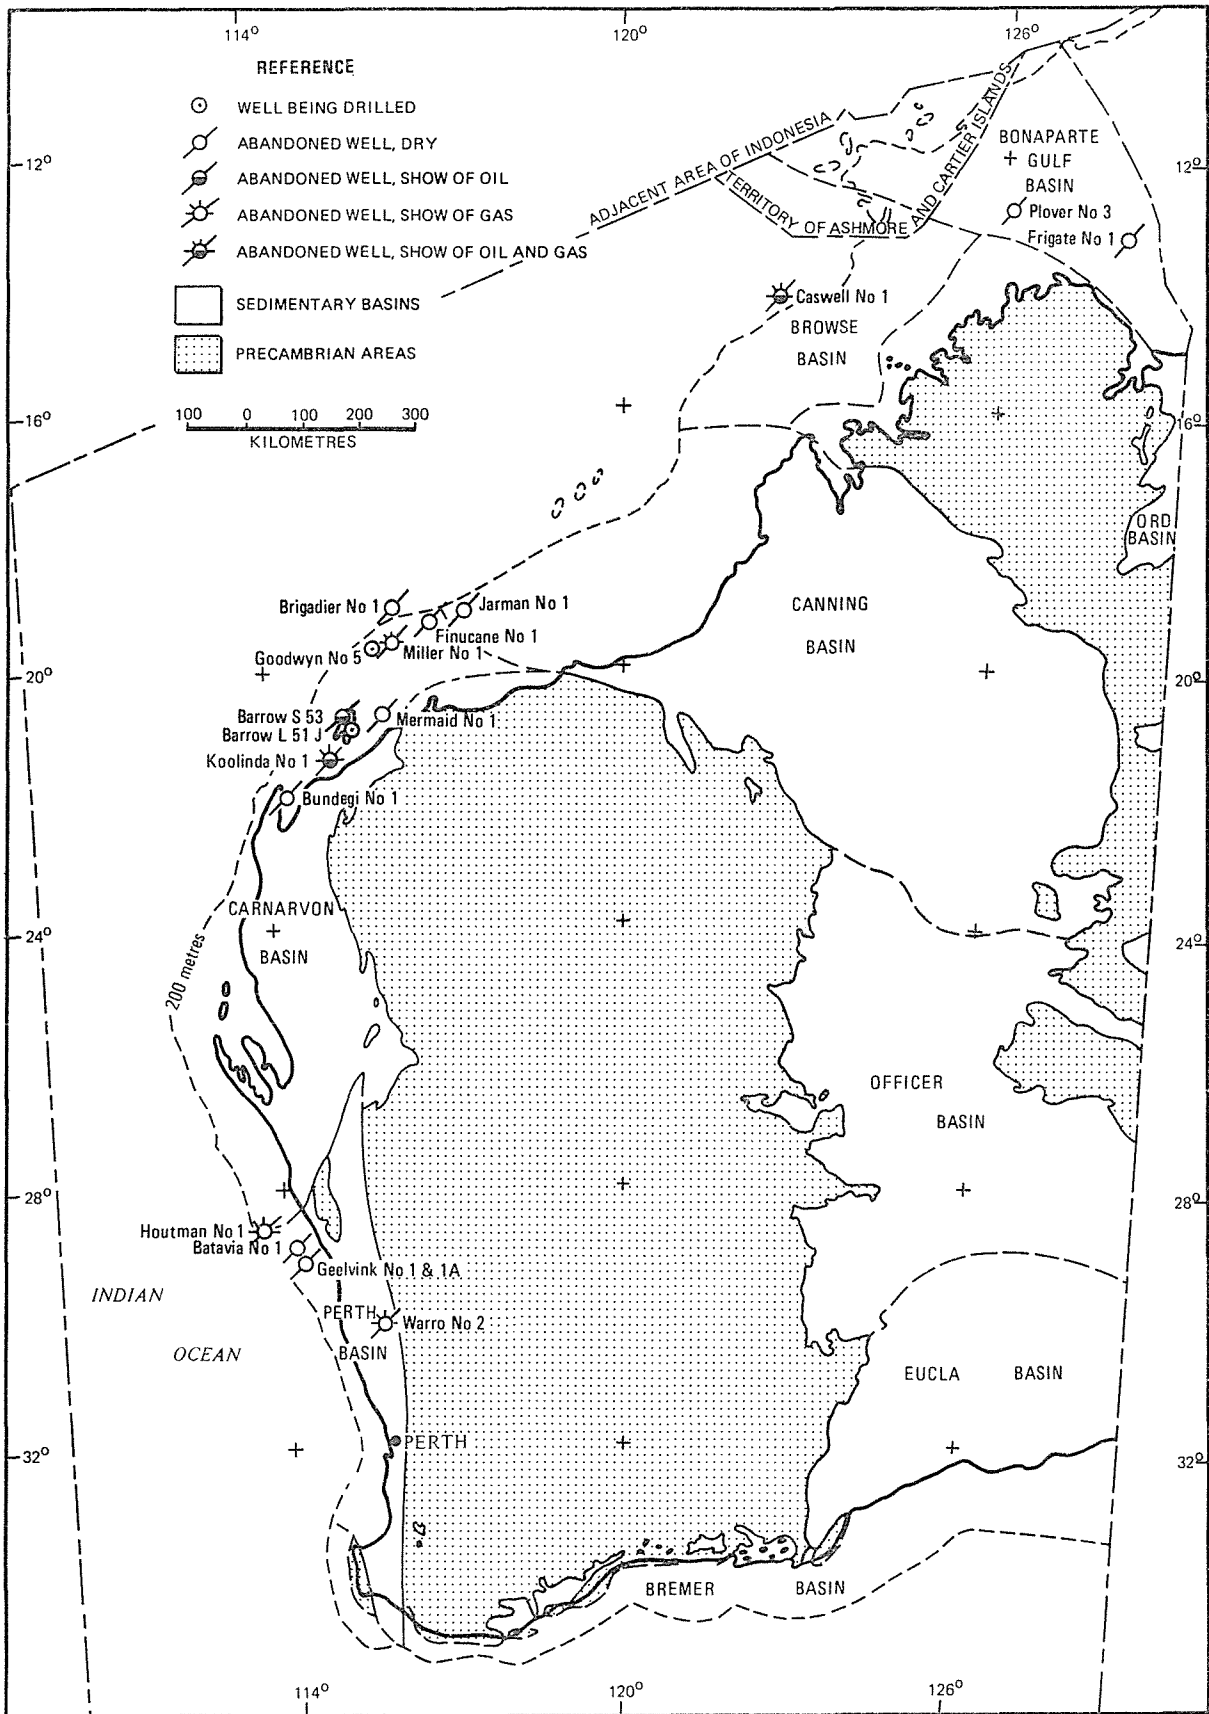 114°
120°
126°
REFERENCE
WELL BEING DRILLED
ABANDONED WELL, DRY
ABANDONED WELL, SHOW OF OIL
ABANDONED WELL, SHOW OF GAS
ABANDONED WELL, SHOW OF OIL AND GAS
SEDIMENTARY BASINS
PRECAMBRIAN AREAS
100 0 100 200 300
KILOMETRES
ADJACENT AREA OF INDONESIA
TERRITORY OF ASHMORE AND CARTIER ISLANDS
BONAPARTE
GULF
BASIN
12°
12°
Plover No 3
Frigate No 1
Caswell No 1
BROWSE
BASIN
16°
16°
ORD
BASIN
CANNING
BASIN
Brigadier No 1
Jarman No 1
Finucane No 1
Goodwyn No 5
Miller No 1
20°
20°
Barrow S 53
Mermaid No 1
Barrow L 51 J
Koolinda No 1
Bundegi No 1
CARNARVON
BASIN
24°
24°
200 metres
OFFICER
BASIN
28°
28°
Houtman No 1
Batavia No 1
Geelvink No 1 & 1A
INDIAN
OCEAN
PERTH
BASIN
Warro No 2
EUCLA BASIN
PERTH
32°
32°
BREMER BASIN
114°
120°
126°